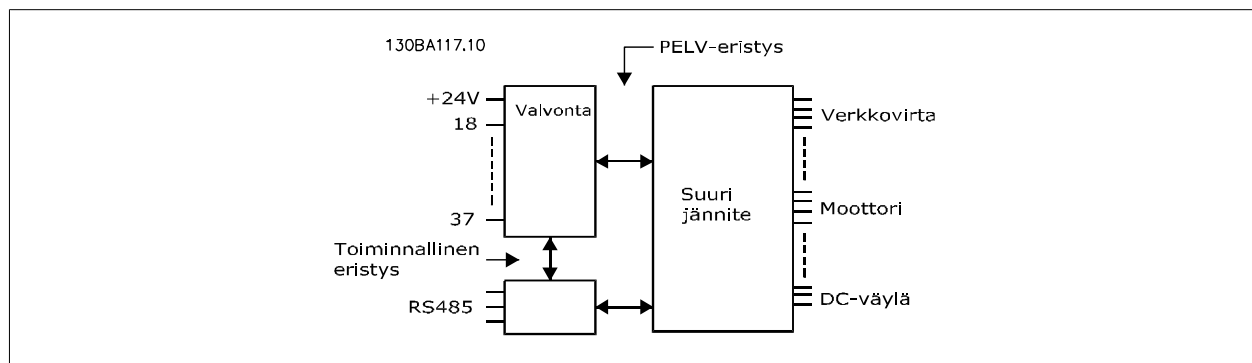 130BA117.10
PELV-eristys
+24V
Valvonta
18
Verkkovirta
Suuri
jännite
Moottori
37
Toiminnallinen
eristys
RS485
DC-väylä